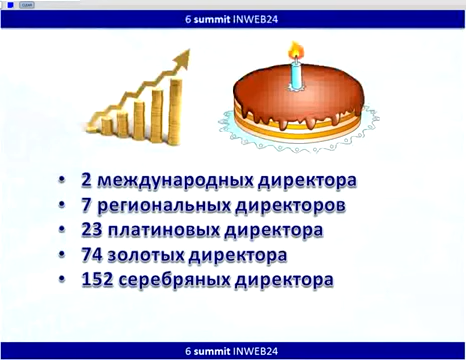 6 summit INWEB24
• 2 международных директора
• 7 региональных директоров
• 23 платиновых директора
• 74 золотых директора
• 152 серебряных директора
6 summit INWEB24